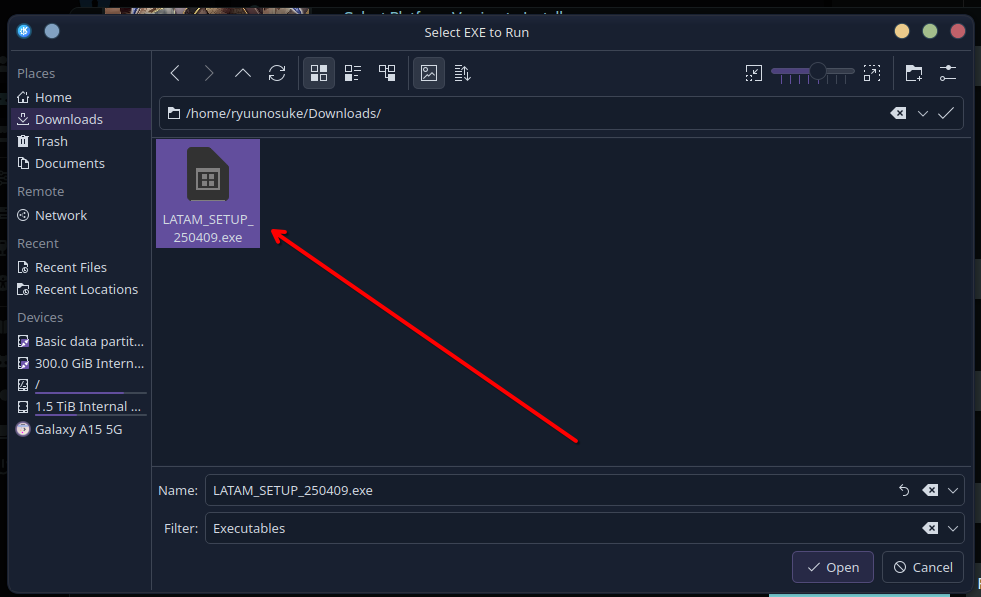 Select EXE to Run
Places
Home
Downloads
Trash
Documents
Remote
Network
Recent
Recent Files
Recent Locations
Devices
Basic data partit...
300.0 GiB Intern...
/
1.5 TiB Internal ...
Galaxy A15 5G
/home/ryuunosuke/Downloads/
LATAM_SETUP_
250409.exe
Name: LATAM_SETUP_250409.exe
Filter: Executables
Open
Cancel